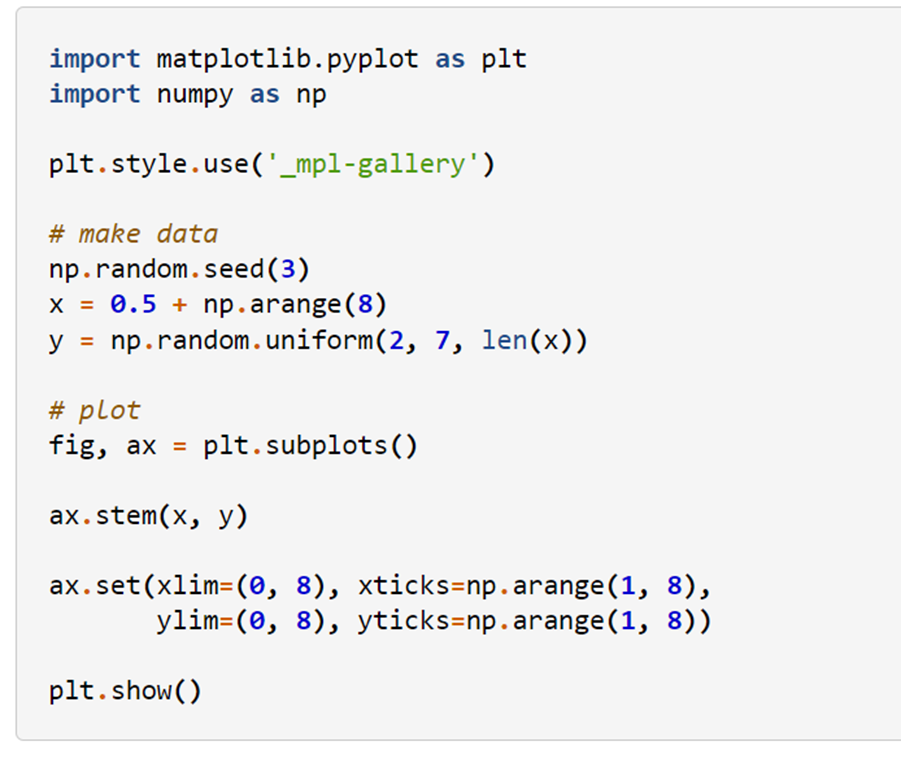 import matplotlib.pyplot as plt
import numpy as np

plt.style.use('_mpl-gallery')

# make data
np.random.seed(3)
x = 0.5 + np.arange(8)
y = np.random.uniform(2, 7, len(x))

# plot
fig, ax = plt.subplots()

ax.stem(x, y)

ax.set(xlim=(0, 8), xticks=np.arange(1, 8),
       ylim=(0, 8), yticks=np.arange(1, 8))

plt.show()